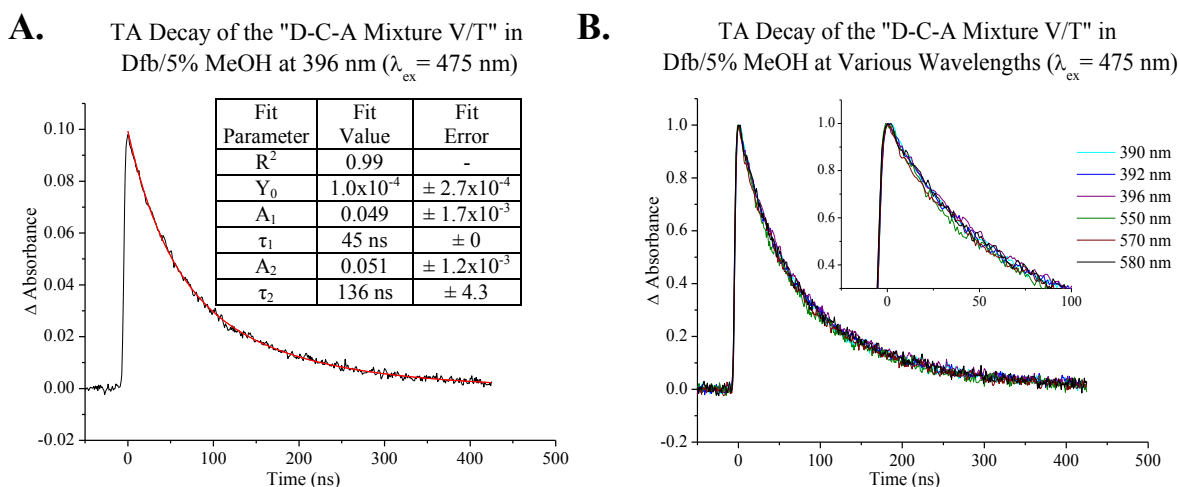 A.
TA Decay of the "D-C-A Mixture V/T" in
Dfb/5% MeOH at 396 nm (λex= 475 nm)
Fit Parameter Fit Value Fit Error
R² 0.99 -
Y₀ 1.0x10⁻⁴ ± 2.7x10⁻⁴
A₁ 0.049 ± 1.7x10⁻³
τ₁ 45 ns ± 0
A₂ 0.051 ± 1.2x10⁻³
τ₂ 136 ns ± 4.3
0.10
0.08
0.06
0.04
0.02
0.00
-0.02
Δ Absorbance
0 100 200 300 400 500
Time (ns)
B.
TA Decay of the "D-C-A Mixture V/T" in
Dfb/5% MeOH at Various Wavelengths (λex= 475 nm)
1.0
0.8
0.6
0.4
0.2
0.0
-0.2
Δ Absorbance
1.0
0.8
0.6
0.4
0 50 100
390 nm
392 nm
396 nm
550 nm
570 nm
580 nm
0 100 200 300 400 500
Time (ns)